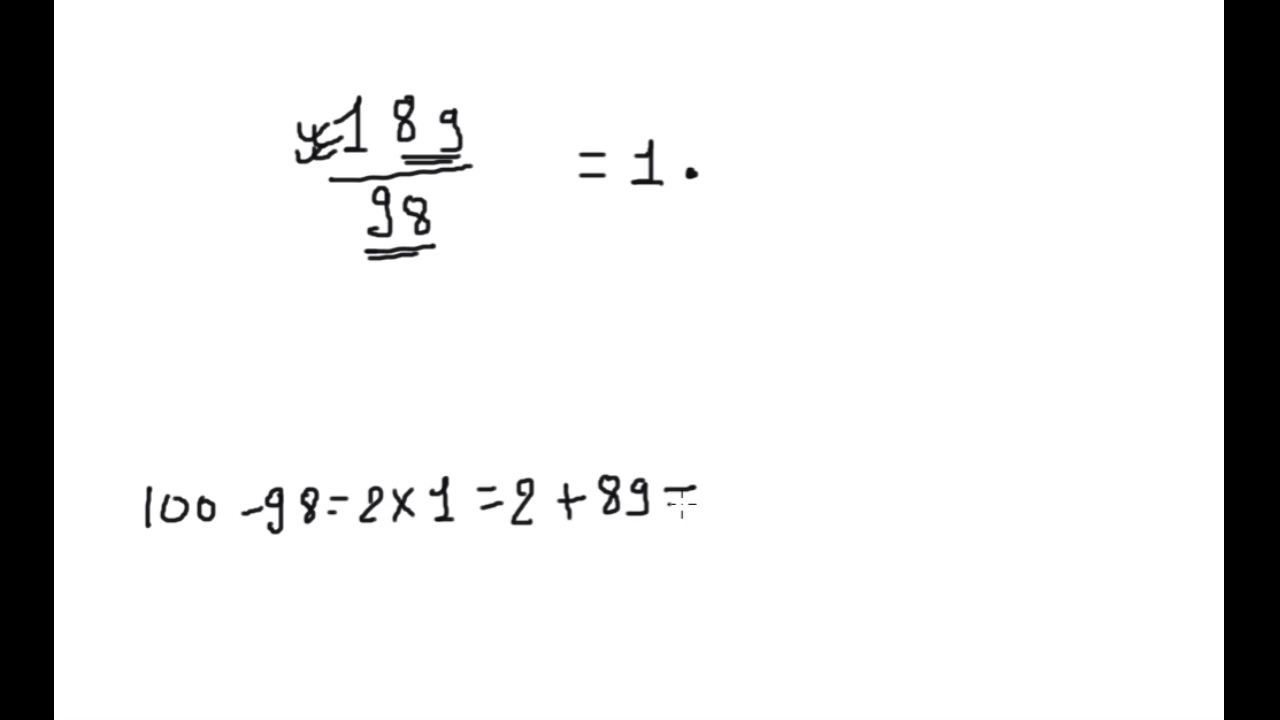 189
98
= 1.
100 - 98 = 2 × 1 = 2 + 89 =